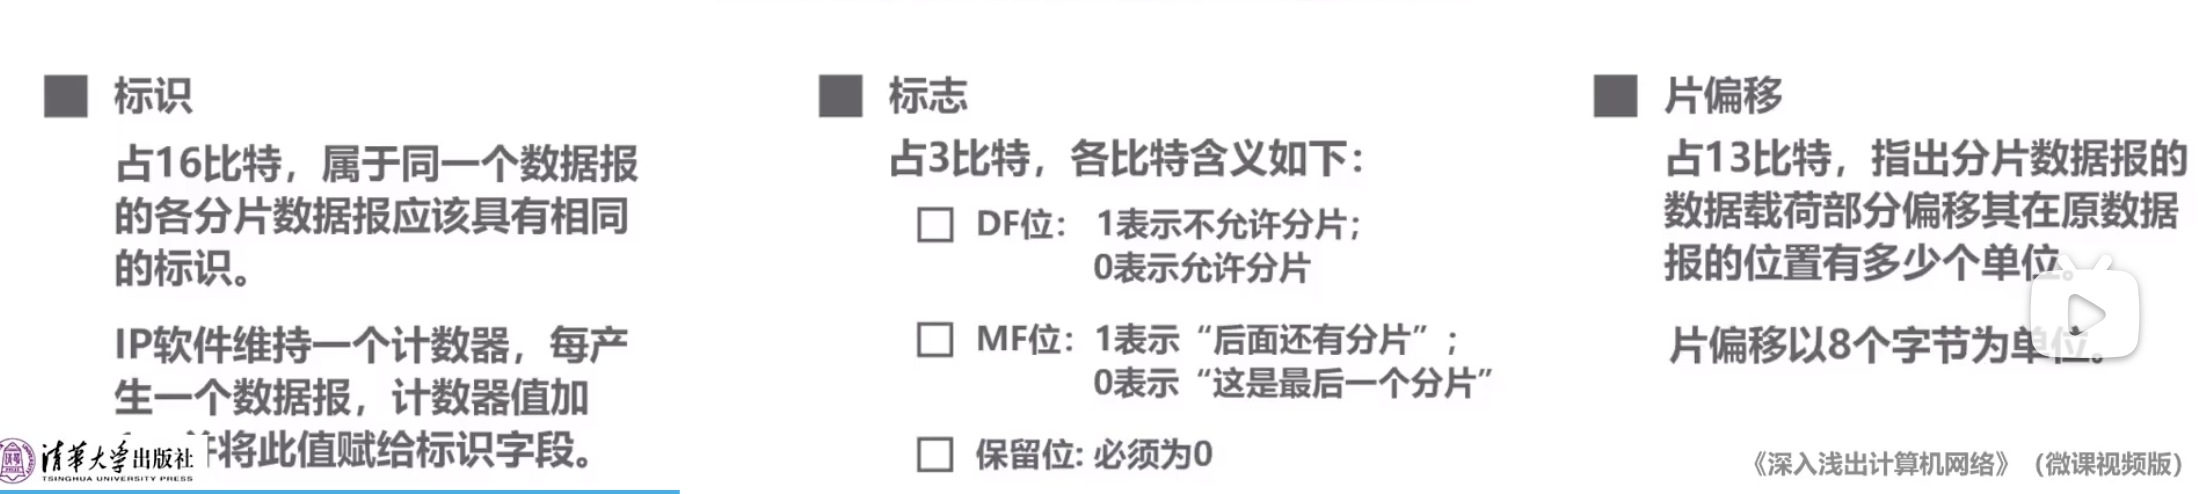 标识
占16比特，属于同一个数据报
的各分片数据报应该具有相同
的标识。
IP软件维持一个计数器，每产
生一个数据报，计数器值加
将此值赋给标识字段。
清华大学出版社
TSINGHUA UNIVERSITY PRESS
标志
占3比特，各比特含义如下：
DF位： 1表示不允许分片；
0表示允许分片
MF位：1表示“后面还有分片”；
0表示“这是最后一个分片”
保留位: 必须为0
片偏移
占13比特，指出分片数据报的
数据载荷部分偏移其在原数据
报的位置有多少个单位。
片偏移以8个字节为单位。
《深入浅出计算机网络》（微课视频版）